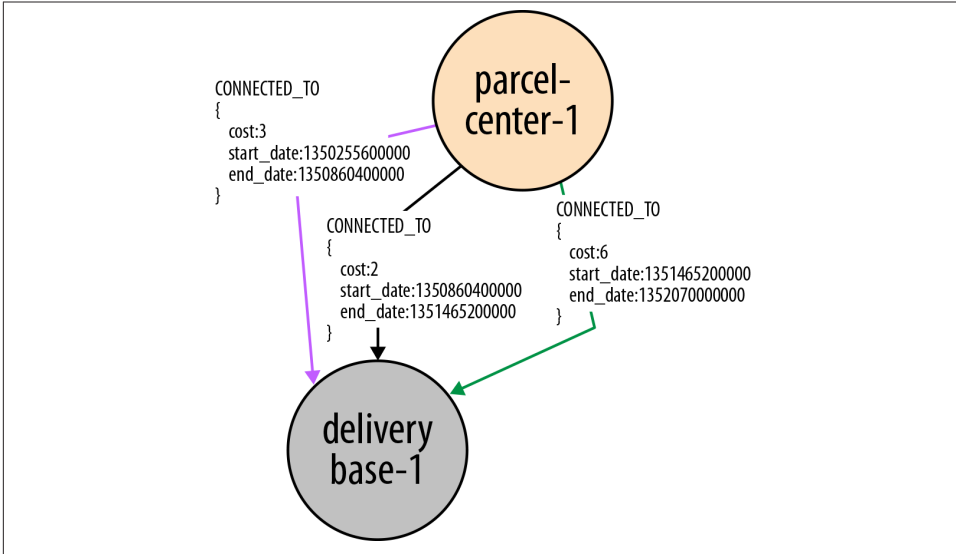 parcel-
center-1
CONNECTED_TO
{
cost:3
start_date:1350255600000
end_date:1350860400000
}
CONNECTED_TO
{
cost:2
start_date:1350860400000
end_date:1351465200000
}
CONNECTED_TO
{
cost:6
start_date:1351465200000
end_date:1352070000000
}
delivery
base-1